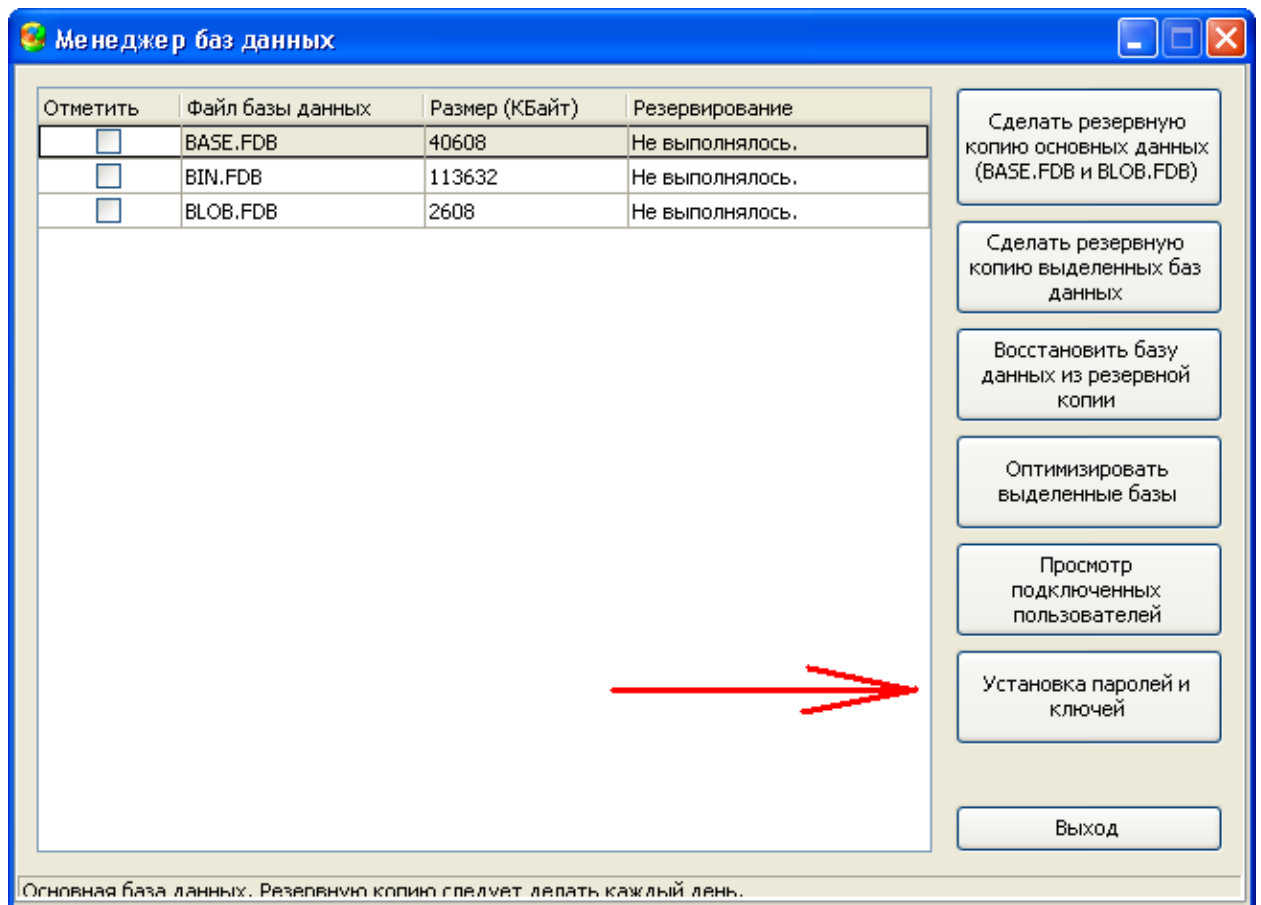 Менеджер баз данных
Отметить Файл базы данных Размер (КБайт) Резервирование
BASE.FDB 40608 Не выполнялось.
BIN.FDB 113632 Не выполнялось.
BLOB.FDB 2608 Не выполнялось.
Сделать резервную
копию основных данных
(BASE.FDB и BLOB.FDB)
Сделать резервную
копию выделенных баз
данных
Восстановить базу
данных из резервной
копии
Оптимизировать
выделенные базы
Просмотр
подключенных
пользователей
Установка паролей и
ключей
Выход
Основная база данных. Резервную копию следует делать каждый день.